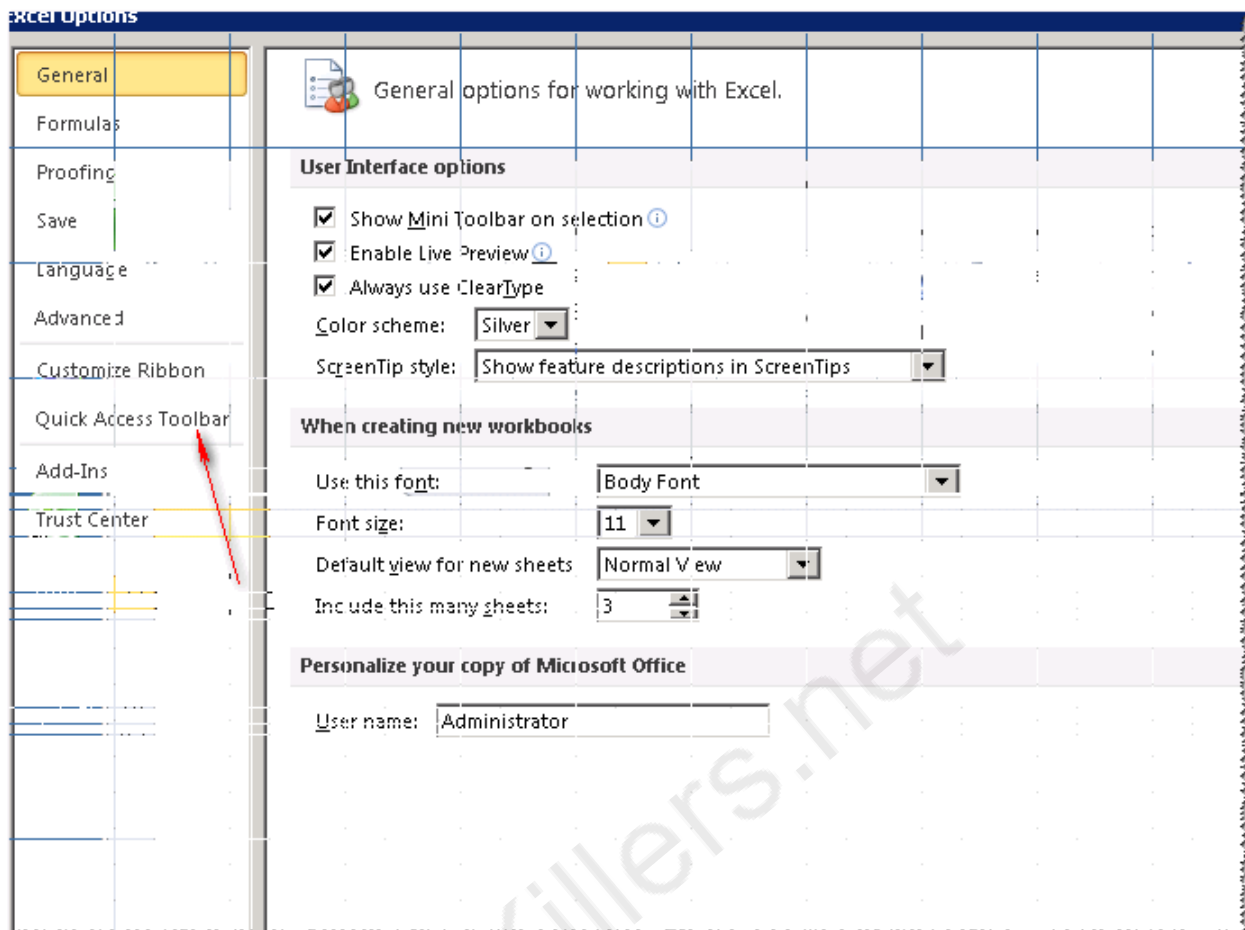 Excel Options
General
Formulas
Proofing
Save
Language
Advanced
Customize Ribbon
Quick Access Toolbar
Add-Ins
Trust Center
General options for working with Excel.
User Interface options
Show Mini Toolbar on selection
Enable Live Preview
Always use ClearType
Color scheme: Silver
ScreenTip style: Show feature descriptions in ScreenTips
When creating new workbooks
Use this font: Body Font
Font size: 11
Default view for new sheets Normal View
Include this many sheets: 3
Personalize your copy of Microsoft Office
User name: Administrator
illers.net